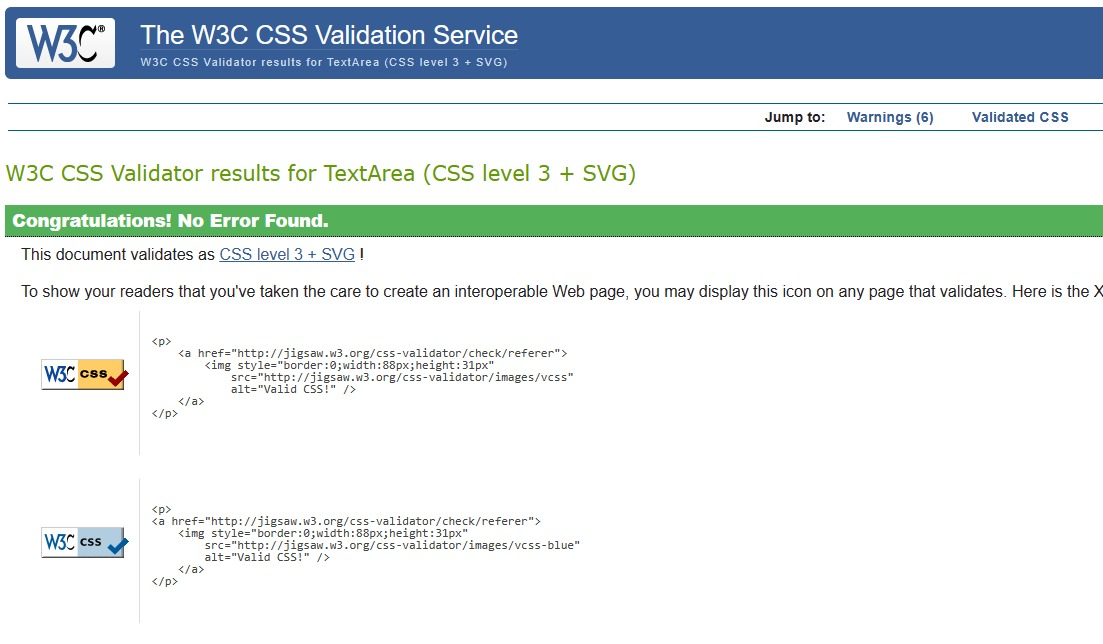 W3C®
The W3C CSS Validation Service
W3C CSS Validator results for TextArea (CSS level 3 + SVG)
Jump to: Warnings (6) Validated CSS
W3C CSS Validator results for TextArea (CSS level 3 + SVG)
Congratulations! No Error Found.
This document validates as CSS level 3 + SVG !
To show your readers that you've taken the care to create an interoperable Web page, you may display this icon on any page that validates. Here is the X
W3C CSS
<p>
<a href="http://jigsaw.w3.org/css-validator/check/referer">
<img style="border:0;width:88px;height:31px"
src="http://jigsaw.w3.org/css-validator/images/vcss"
alt="Valid CSS!" />
</a>
</p>
W3C CSS
<p>
<a href="http://jigsaw.w3.org/css-validator/check/referer">
<img style="border:0;width:88px;height:31px"
src="http://jigsaw.w3.org/css-validator/images/vcss-blue"
alt="Valid CSS!" />
</a>
</p>